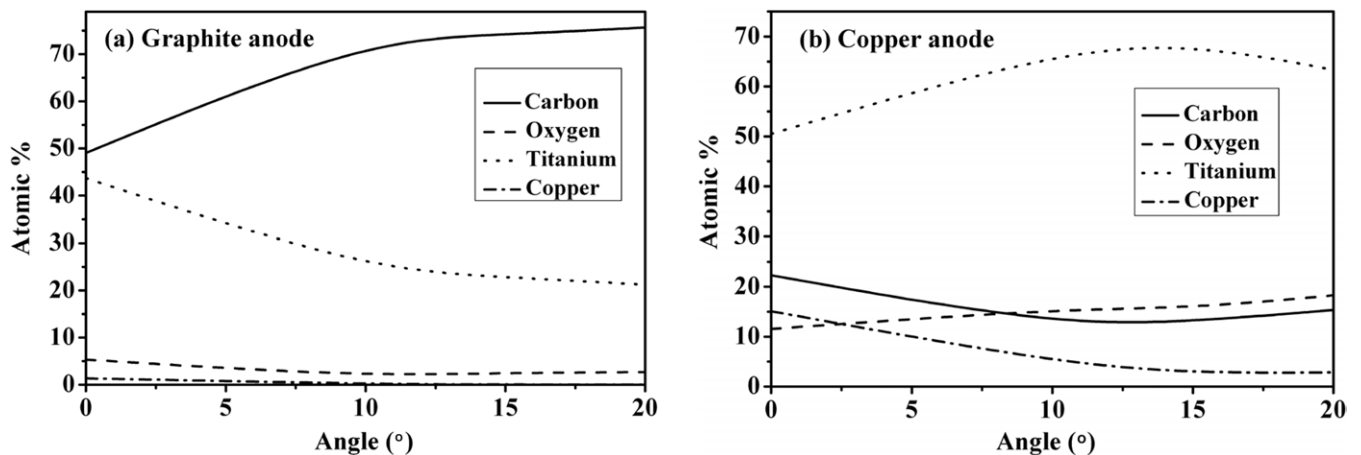 (a) Graphite anode
Carbon
Oxygen
Titanium
Copper
Atomic %
70
60
50
40
30
20
10
0
0 5 10 15 20
Angle (°)
(b) Copper anode
Carbon
Oxygen
Titanium
Copper
Atomic %
70
60
50
40
30
20
10
0
0 5 10 15 20
Angle (°)